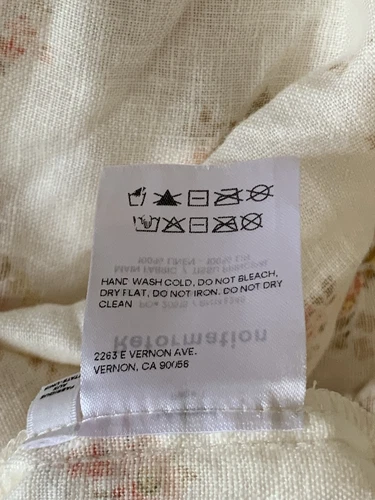 HAND WASH COLD, DO NOT BLEACH,
DRY FLAT, DO NOT IRON. DO NOT DRY
CLEAN
Reformation
2263 E VERNON AVE.
VERNON, CA 90058